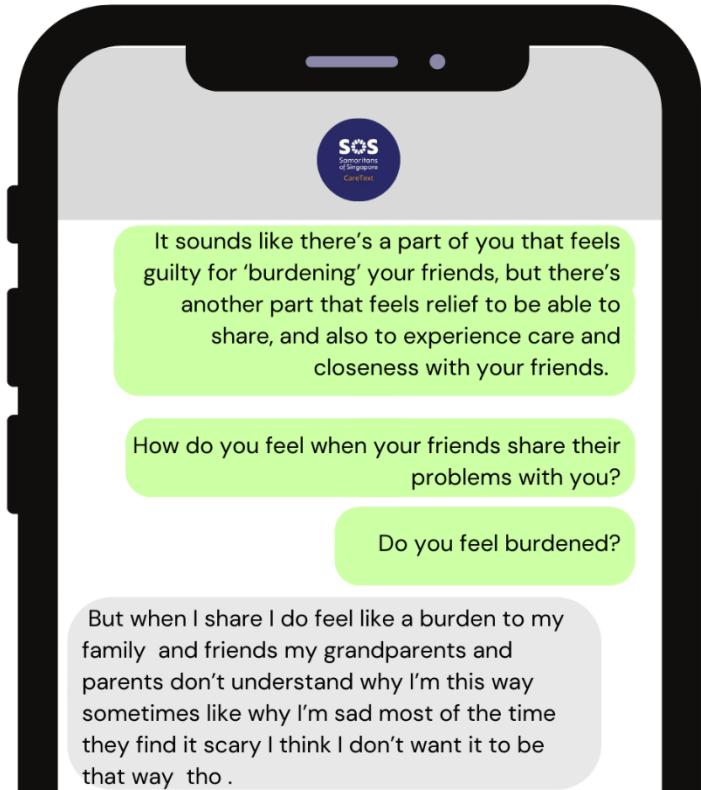 SOS
Samaritans
of Singapore
CareText
It sounds like there’s a part of you that feels
guilty for ‘burdening’ your friends, but there’s
another part that feels relief to be able to
share, and also to experience care and
closeness with your friends.
How do you feel when your friends share their
problems with you?
Do you feel burdened?
But when I share I do feel like a burden to my
family  and friends my grandparents and
parents don’t understand why I’m this way
sometimes like why I’m sad most of the time
they find it scary I think I don’t want it to be
that way  tho .